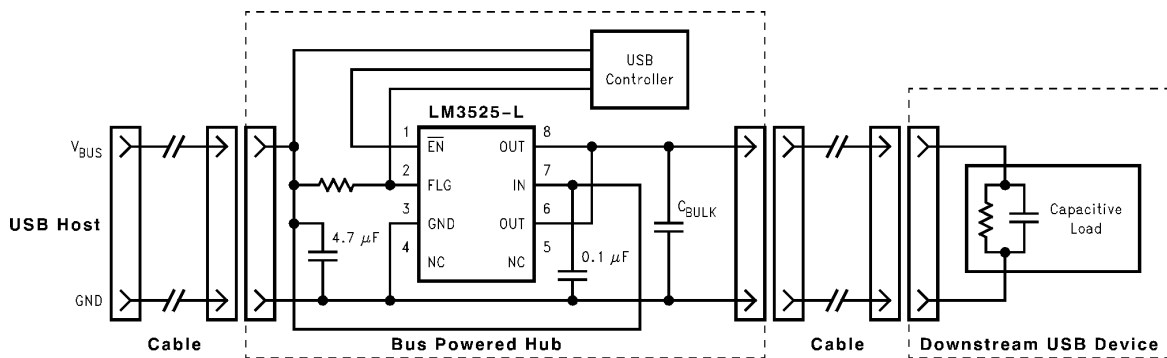 USB
Controller
LM3525-L
1
8
V_BUS
EN
OUT
2
7
FLG
IN
3
6
USB Host
GND
OUT
C_BULK
Capacitive
Load
4.7 μF
4
5
NC
NC
0.1 μF
GND
Cable
Bus Powered Hub
Cable
Downstream USB Device